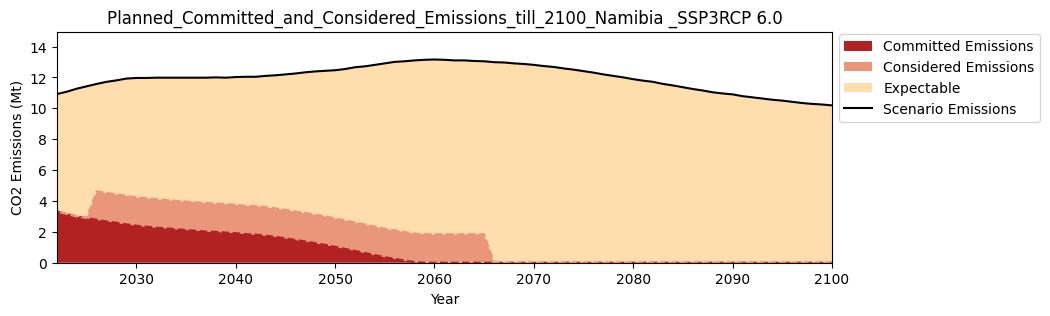 Planned_Committed_and_Considered_Emissions_till_2100_Namibia _SSP3RCP 6.0
14
12
10
8
6
4
2
0
CO2 Emissions (Mt)
2030 2040 2050 2060 2070 2080 2090 2100
Year
Committed Emissions
Considered Emissions
Expectable
Scenario Emissions